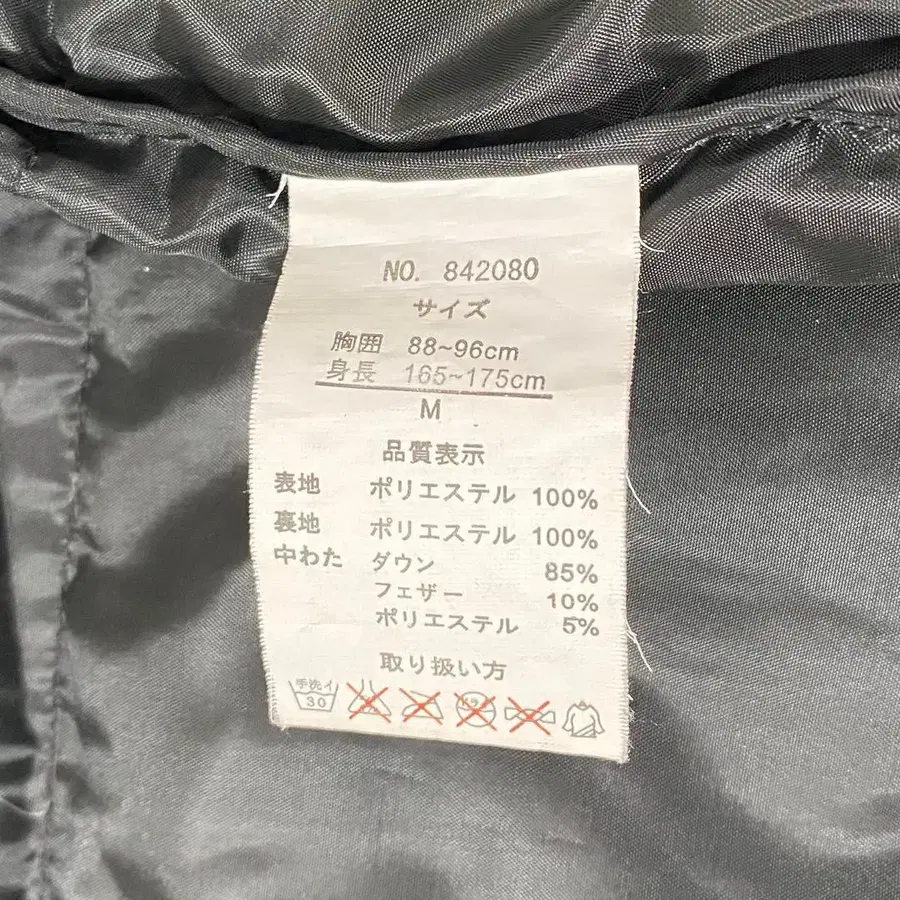 NO. 842080
サイズ
胸囲 88~96cm
身長 165~175cm
M
品質表示
表地 ポリエステル 100%
裏地 ポリエステル 100%
中わた ダウン 85%
フェザー 10%
ポリエステル 5%
取り扱い方
手洗イ
30